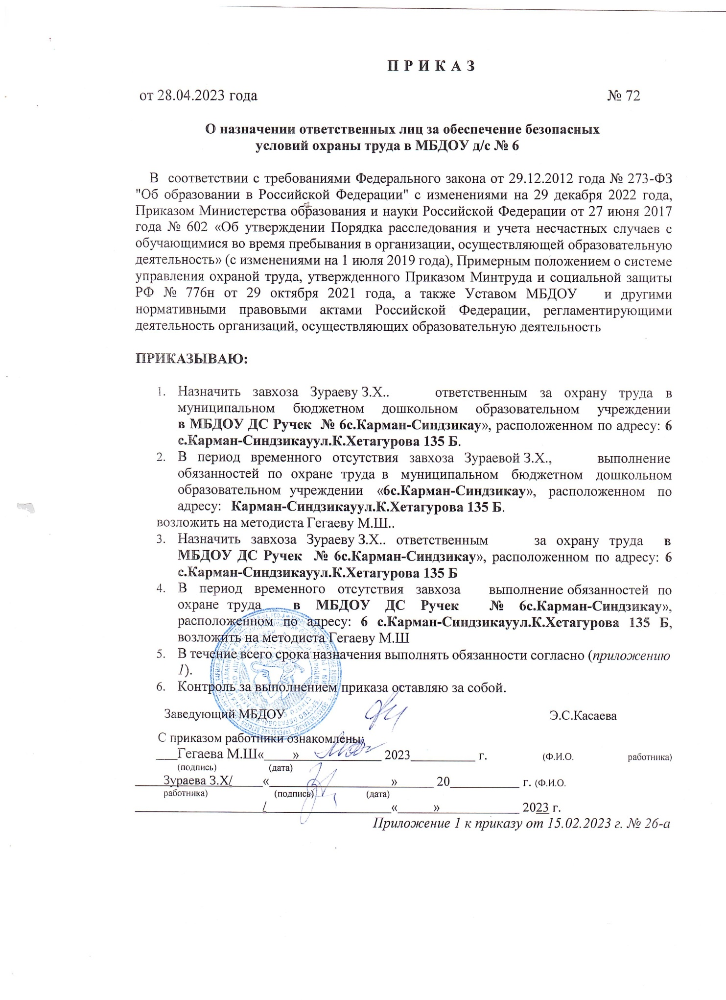 П Р И К А З
от 28.04.2023 года № 72
О назначении ответственных лиц за обеспечение безопасных
условий охраны труда в МБДОУ д/с № 6
В соответствии с требованиями Федерального закона от 29.12.2012 года № 273-ФЗ
"Об образовании в Российской Федерации" с изменениями на 29 декабря 2022 года,
Приказом Министерства образования и науки Российской Федерации от 27 июня 2017
года № 602 «Об утверждении Порядка расследования и учета несчастных случаев с
обучающимися во время пребывания в организации, осуществляющей образовательную
деятельность» (с изменениями на 1 июля 2019 года), Примерным положением о системе
управления охраной труда, утвержденного Приказом Минтруда и социальной защиты
РФ № 776н от 29 октября 2021 года, а также Уставом МБДОУ и другими
нормативными правовыми актами Российской Федерации, регламентирующими
деятельность организаций, осуществляющих образовательную деятельность
ПРИКАЗЫВАЮ:
1. Назначить завхоза Зураеву З.Х.. ответственным за охрану труда в
муниципальном бюджетном дошкольном образовательном учреждении
в МБДОУ ДС Ручек № 6с.Карман-Синдзикау», расположенном по адресу: 6
с.Карман-Синдзикауул.К.Хетагурова 135 Б.
2. В период временного отсутствия завхоза Зураевой З.Х., выполнение
обязанностей по охране труда в муниципальном бюджетном дошкольном
образовательном учреждении «6с.Карман-Синдзикау», расположенном по
адресу: Карман-Синдзикауул.К.Хетагурова 135 Б.
возложить на методиста Гегаеву М.Ш..
3. Назначить завхоза Зураеву З.Х.. ответственным за охрану труда в
МБДОУ ДС Ручек № 6с.Карман-Синдзикау», расположенном по адресу: 6
с.Карман-Синдзикауул.К.Хетагурова 135 Б
4. В период временного отсутствия завхоза выполнение обязанностей по
охране труда в МБДОУ ДС Ручек № 6с.Карман-Синдзикау»,
расположенном по адресу: 6 с.Карман-Синдзикауул.К.Хетагурова 135 Б,
возложить на методиста Гегаеву М.Ш
5. В течение всего срока назначения выполнять обязанности согласно (приложению
1).
6. Контроль за выполнением приказа оставляю за собой.
Заведующий МБДОУ Э.С.Касаева
С приказом работники ознакомлены:
___Гегаева М.Ш«____»____________ 2023_________ г. (Ф.И.О. работника)
(подпись) (дата)
____Зураева З.Х/____«_________________»_____ 20__________ г. (Ф.И.О.
работника) (подпись) (дата)
__________________/__________________«_____»___________ 2023 г.
Приложение 1 к приказу от 15.02.2023 г. № 26-а